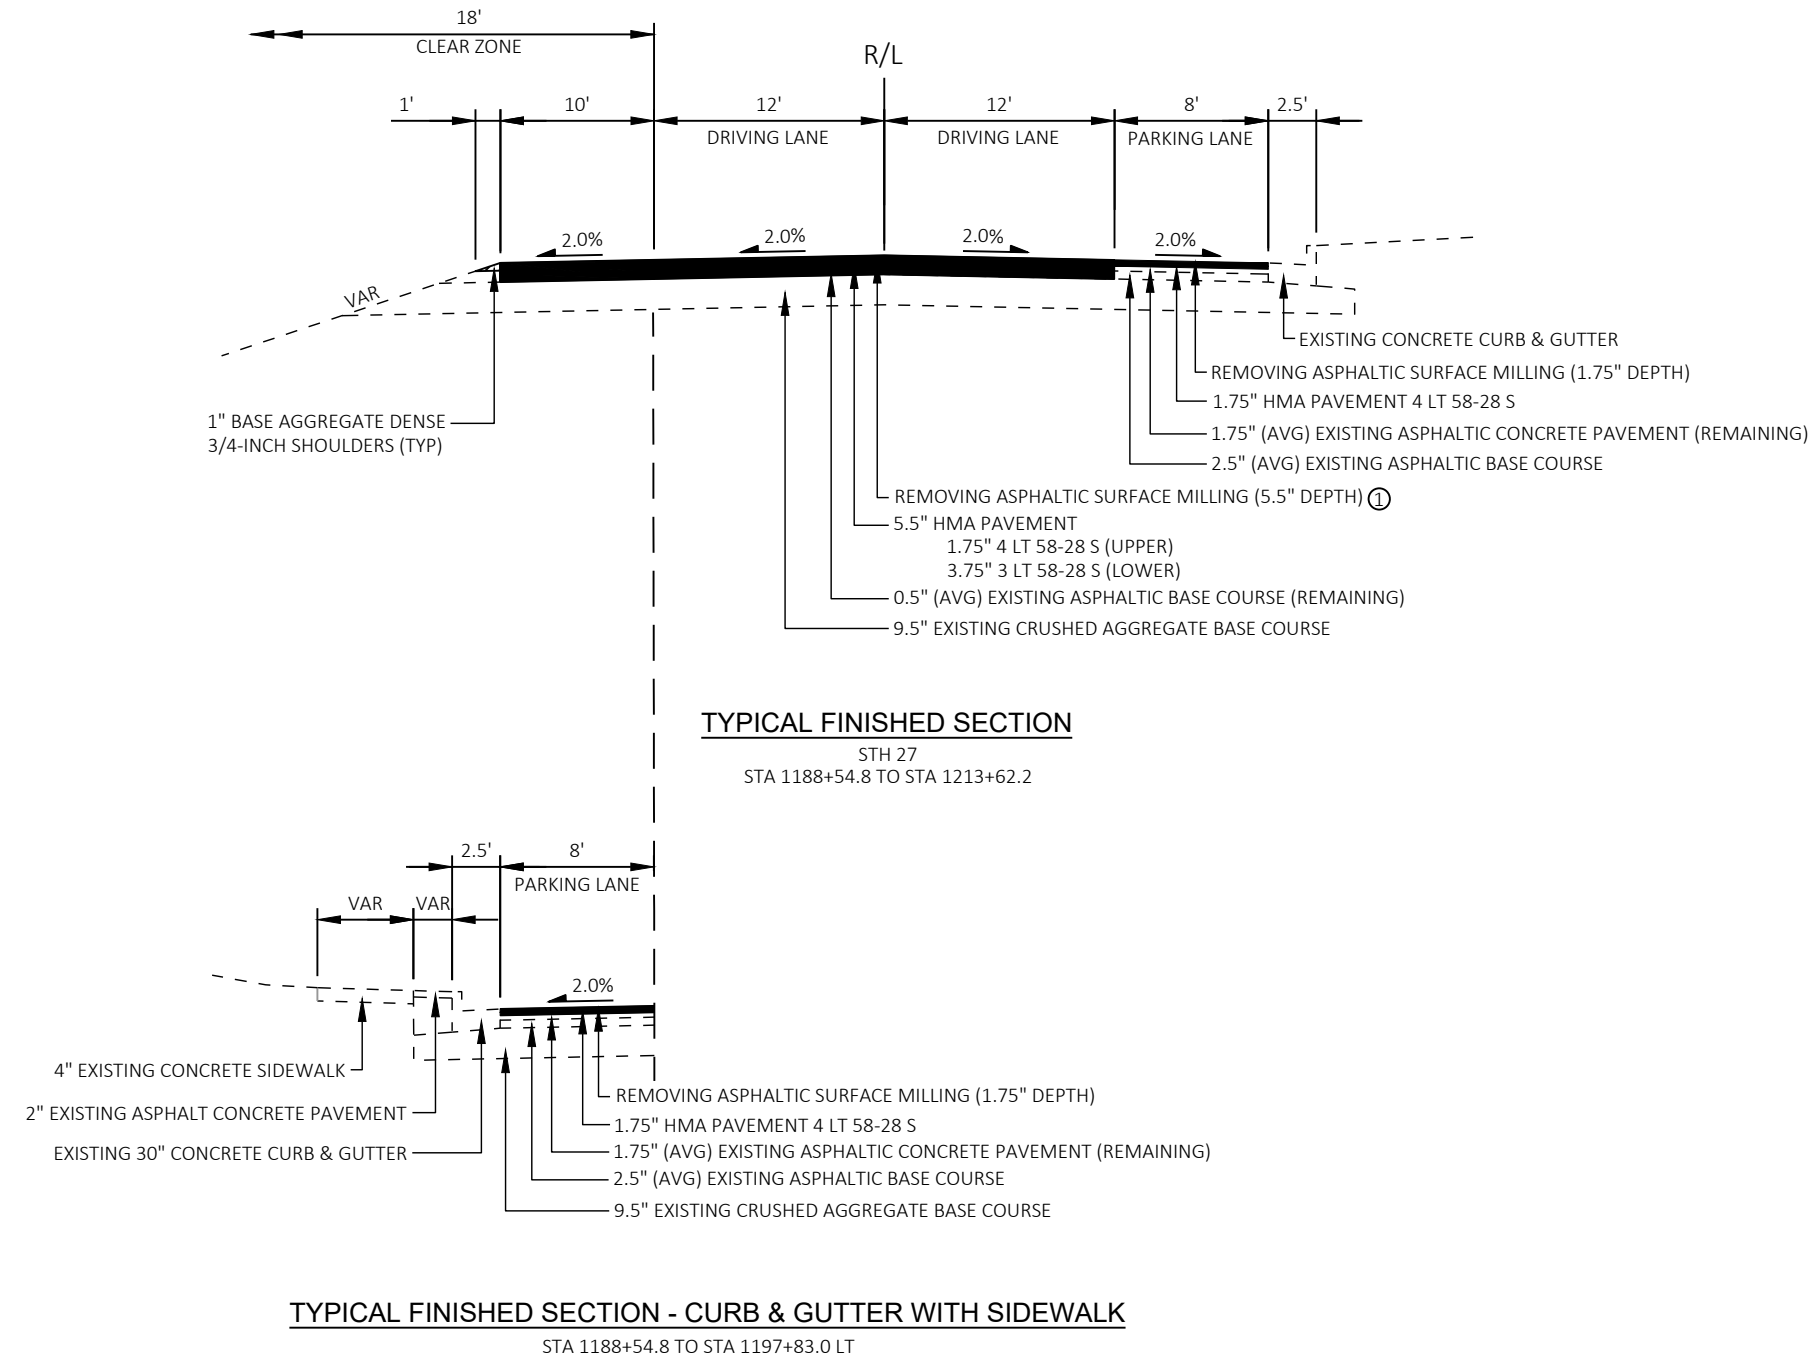 18'
CLEAR ZONE
R/L
1'
10'
12'
12'
8'
2.5'
DRIVING LANE
DRIVING LANE
PARKING LANE
2.0%
2.0%
2.0%
2.0%
VAR
EXISTING CONCRETE CURB & GUTTER
REMOVING ASPHALTIC SURFACE MILLING (1.75" DEPTH)
1.75" HMA PAVEMENT 4 LT 58-28 S
1.75" (AVG) EXISTING ASPHALTIC CONCRETE PAVEMENT (REMAINING)
2.5" (AVG) EXISTING ASPHALTIC BASE COURSE
1" BASE AGGREGATE DENSE
3/4-INCH SHOULDERS (TYP)
REMOVING ASPHALTIC SURFACE MILLING (5.5" DEPTH) 1
5.5" HMA PAVEMENT
1.75" 4 LT 58-28 S (UPPER)
3.75" 3 LT 58-28 S (LOWER)
0.5" (AVG) EXISTING ASPHALTIC BASE COURSE (REMAINING)
9.5" EXISTING CRUSHED AGGREGATE BASE COURSE
TYPICAL FINISHED SECTION
STH 27
STA 1188+54.8 TO STA 1213+62.2
2.5'
8'
PARKING LANE
VAR
VAR
2.0%
4" EXISTING CONCRETE SIDEWALK
2" EXISTING ASPHALT CONCRETE PAVEMENT
EXISTING 30" CONCRETE CURB & GUTTER
REMOVING ASPHALTIC SURFACE MILLING (1.75" DEPTH)
1.75" HMA PAVEMENT 4 LT 58-28 S
1.75" (AVG) EXISTING ASPHALTIC CONCRETE PAVEMENT (REMAINING)
2.5" (AVG) EXISTING ASPHALTIC BASE COURSE
9.5" EXISTING CRUSHED AGGREGATE BASE COURSE
TYPICAL FINISHED SECTION - CURB & GUTTER WITH SIDEWALK
STA 1188+54.8 TO STA 1197+83.0 LT